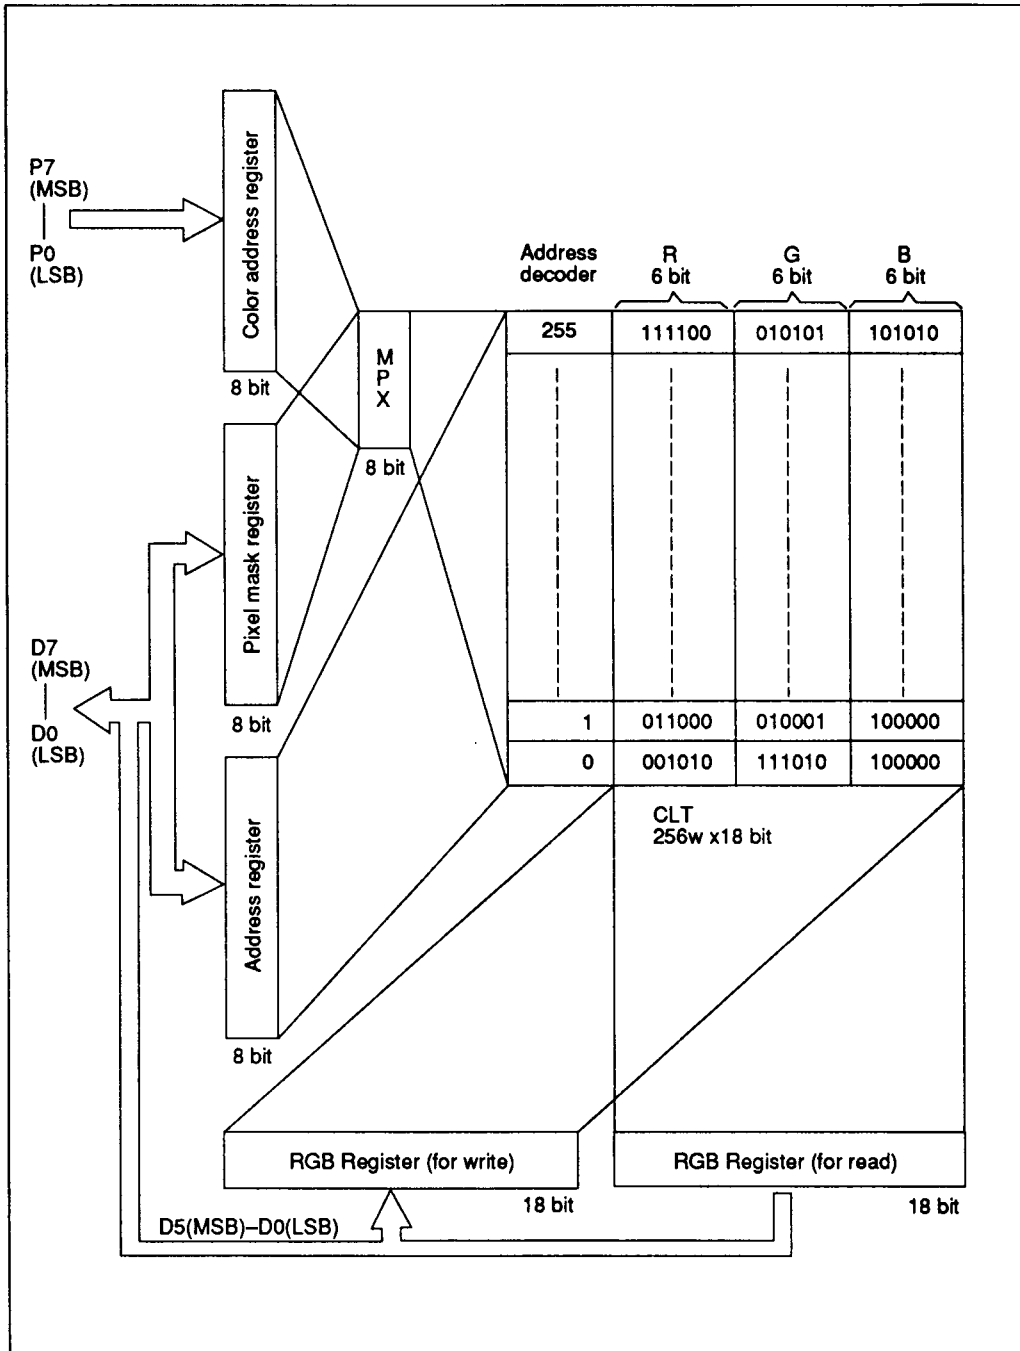 P7
(MSB)
P0
(LSB)
Color address register
8 bit
M
P
X
8 bit
Pixel mask register
8 bit
D7
(MSB)
D0
(LSB)
Address register
8 bit
Address decoder
R
6 bit
G
6 bit
B
6 bit
255 111100 010101 101010
1 011000 010001 100000
0 001010 111010 100000
CLT
256w x18 bit
RGB Register (for write)
18 bit
RGB Register (for read)
18 bit
D5(MSB)–D0(LSB)